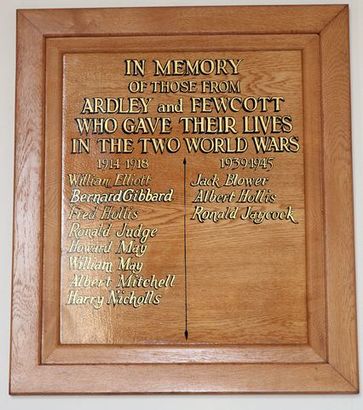 IN MEMORY
OF THOSE FROM
ARDLEY and FEWCOTT
WHO GAVE THEIR LIVES
IN THE TWO WORLD WARS
1914-1918
William Elliott
Bernard Gibbard
Fred Hollis
Ronald Judge
Howard May
William May
Albert Mitchell
Harry Nicholls
1939-1945
Jack Blower
Albert Hollis
Ronald Jaycock